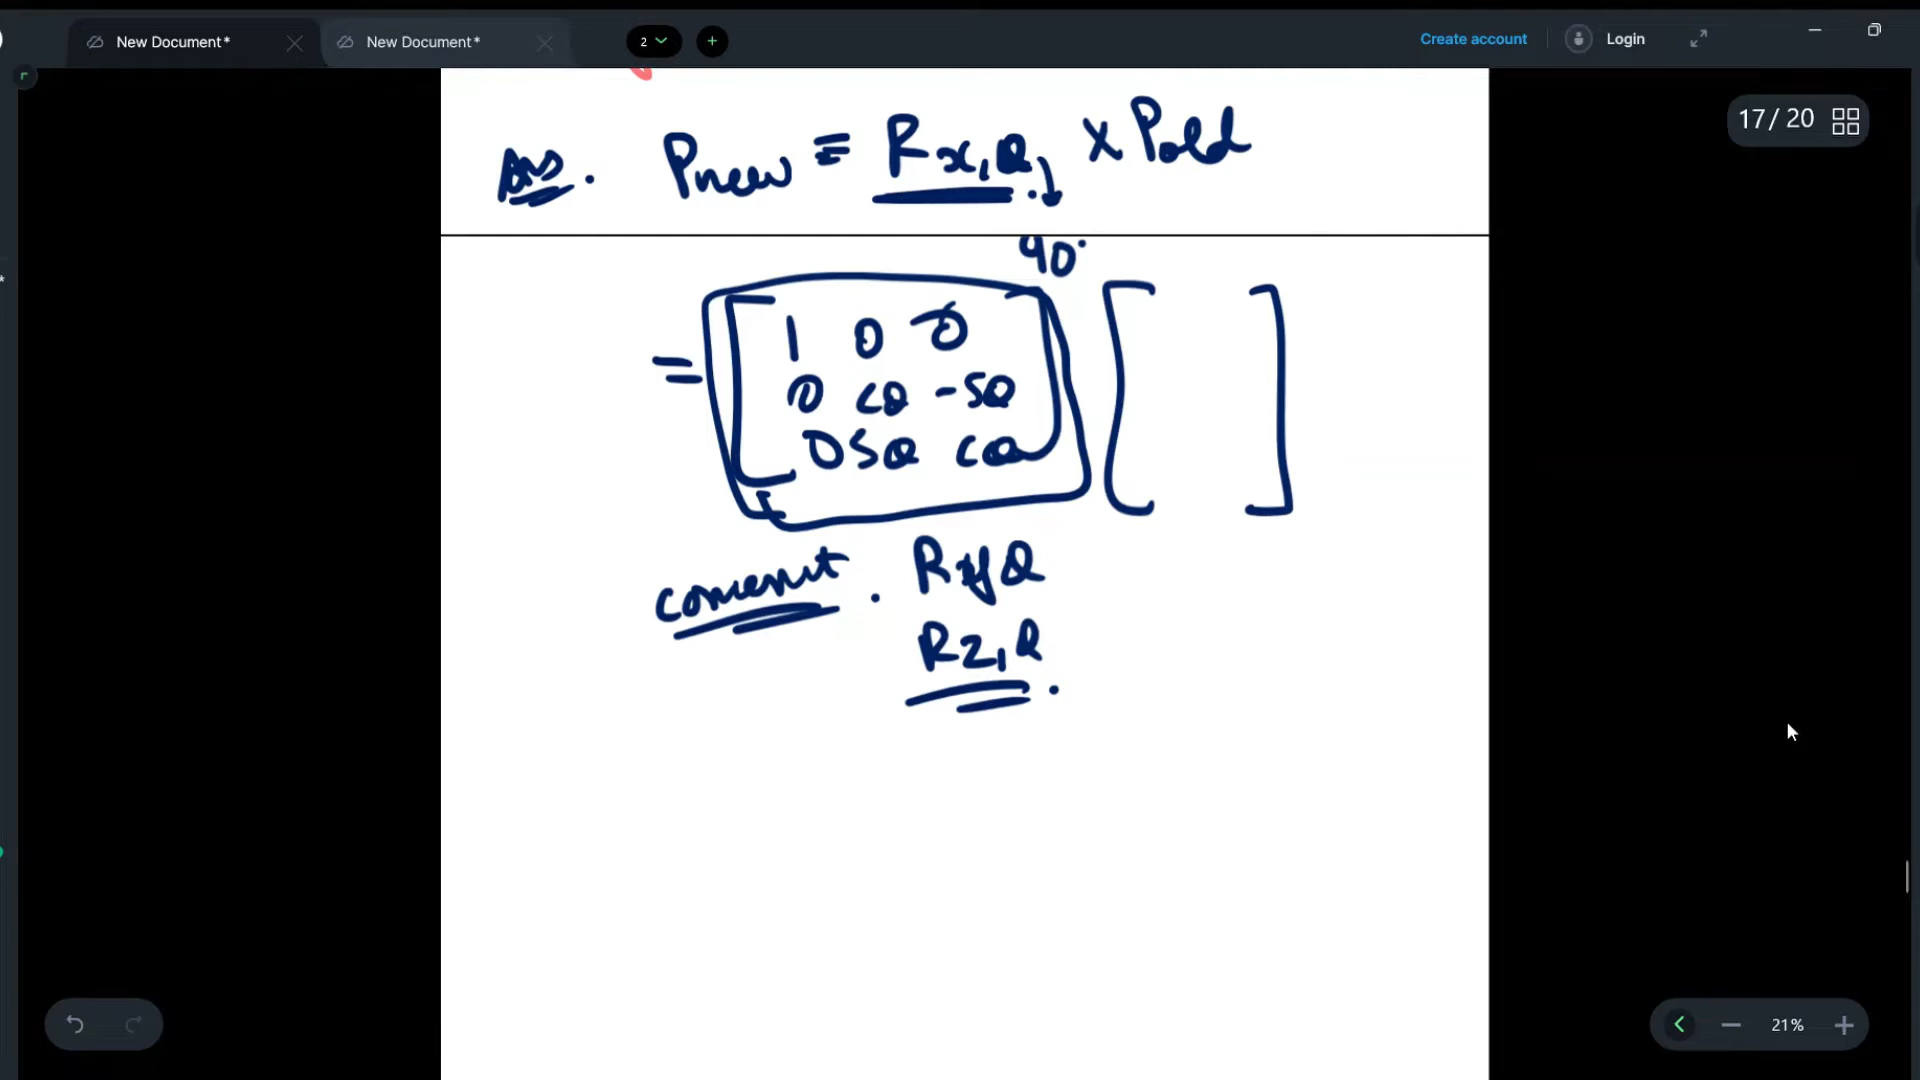 New Document*
New Document*
2
+
Create account
Login
17/ 20
Ans. Pnew = Rx,θ × Pold
90°
= [ 1 0 0 [ ]
0 cθ -sθ
0 sθ cθ ]
coment. Ry θ
Rz,θ.
21%